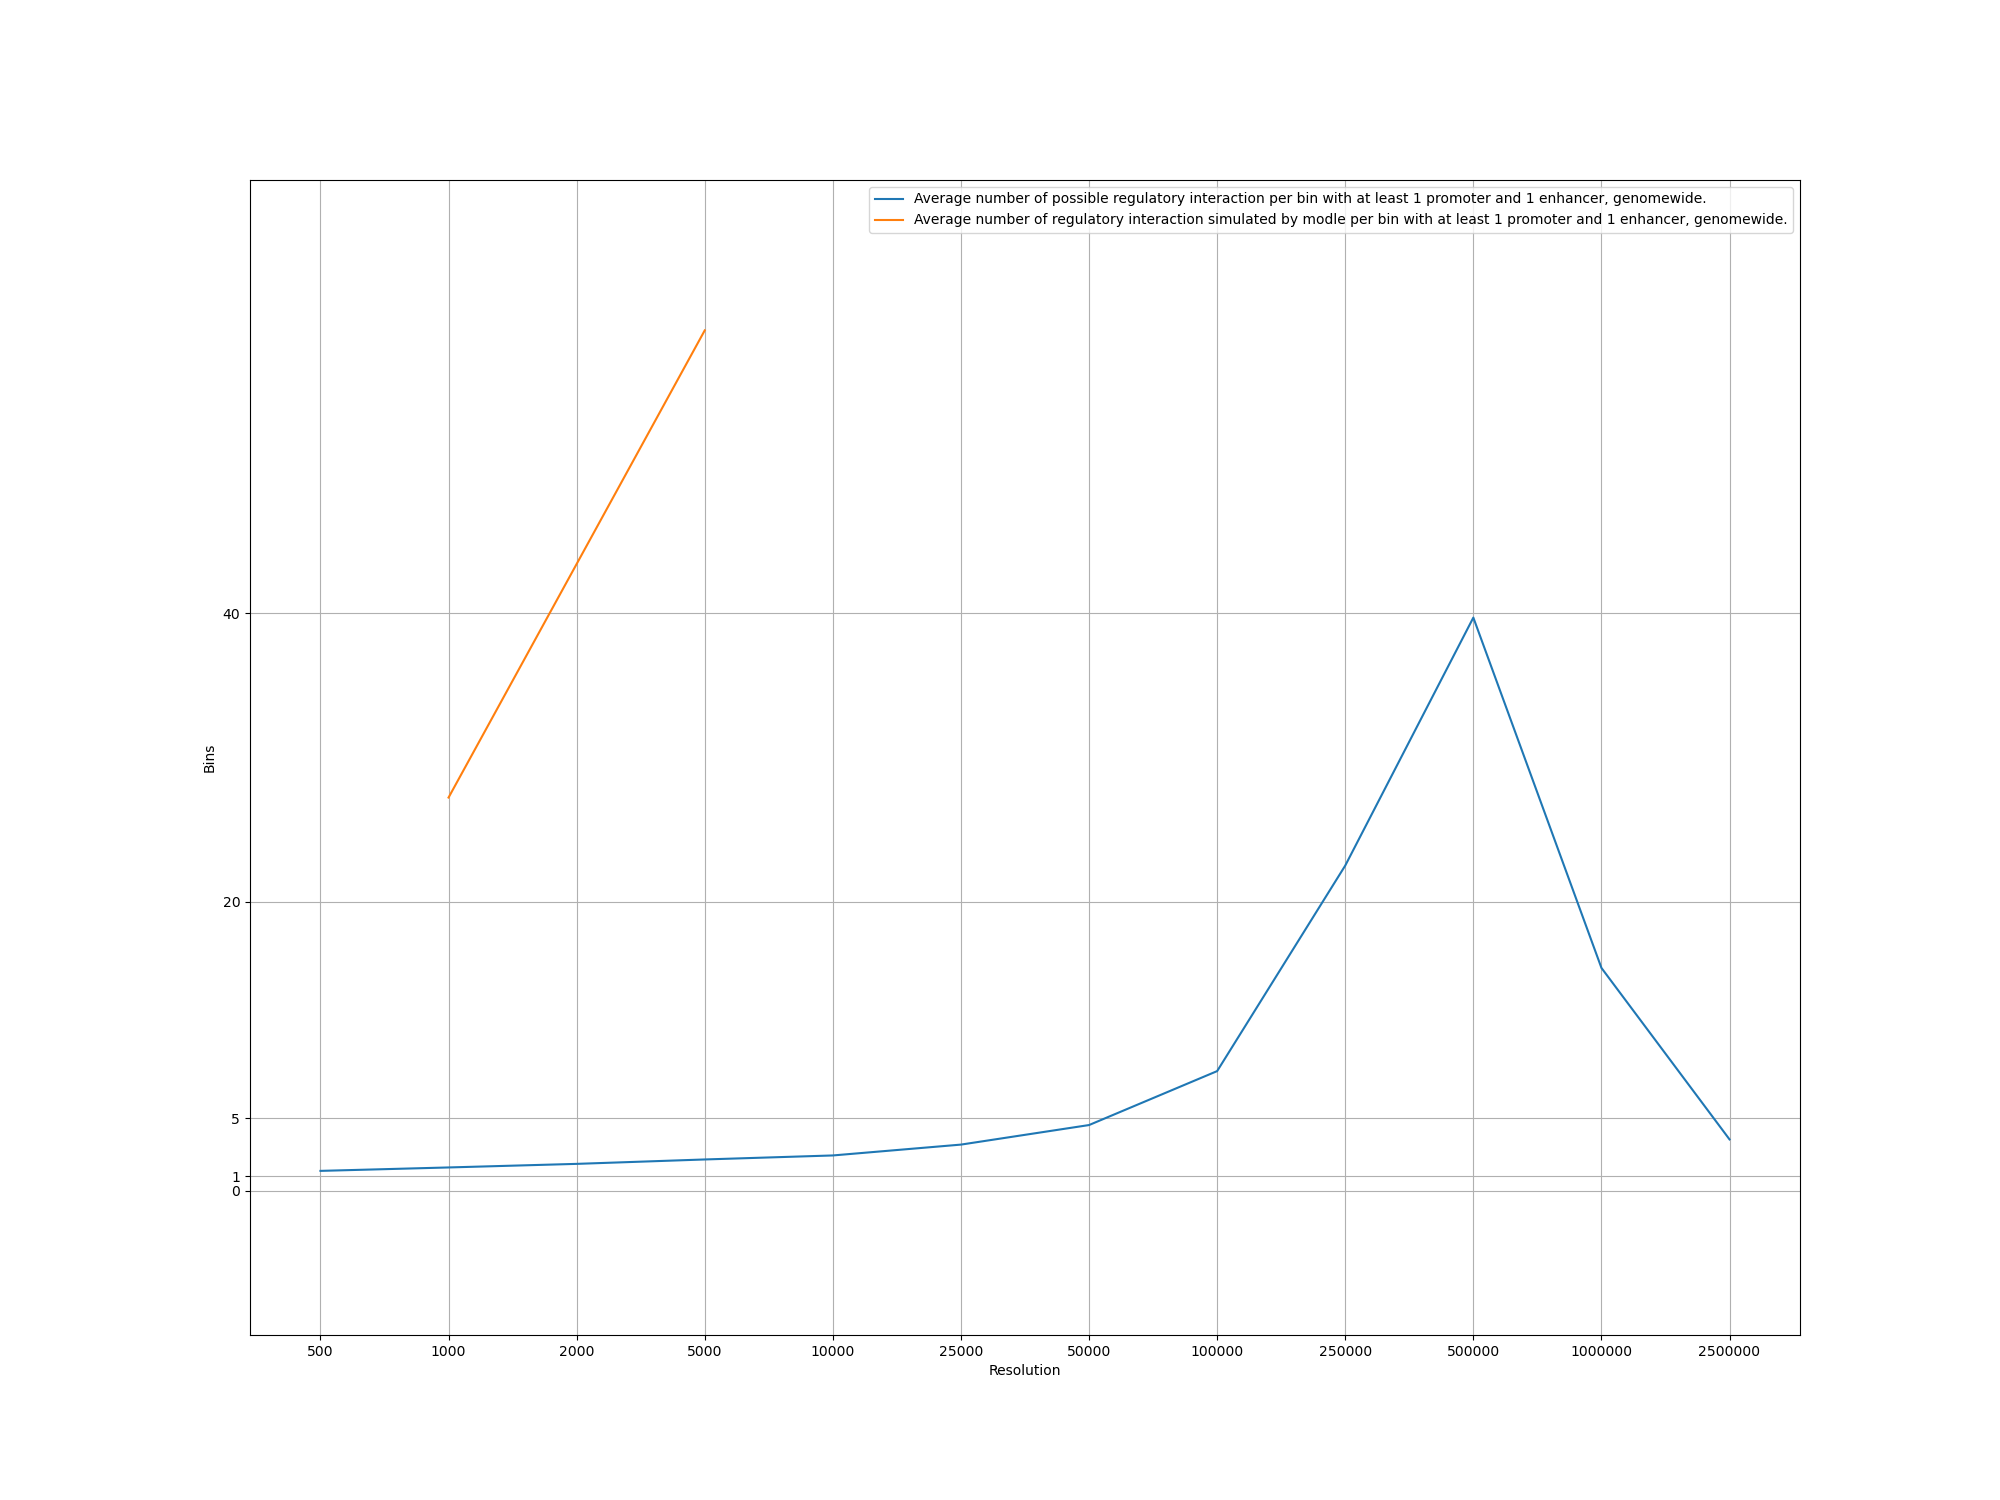 Average number of possible regulatory interaction per bin with at least 1 promoter and 1 enhancer, genomewide.
Average number of regulatory interaction simulated by modle per bin with at least 1 promoter and 1 enhancer, genomewide.
40
20
5
1
0
Bins
500 1000 2000 5000 10000 25000 50000 100000 250000 500000 1000000 2500000
Resolution